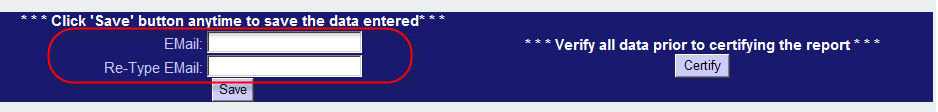 * * * Click 'Save' button anytime to save the data entered* * *
EMail:
Re-Type EMail:
Save
* * * Verify all data prior to certifying the report * * *
Certify